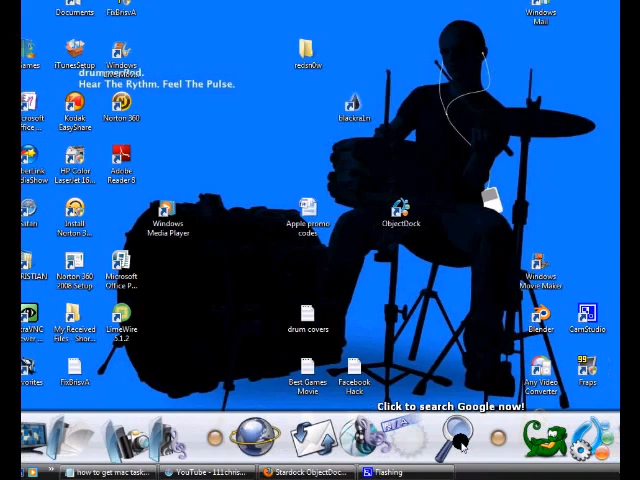 Documents
FixBrisvA
Windows Mail
iTunesSetup
Windows
redsn0w
drummerPod.
Hear The Rythm. Feel The Pulse.
Kodak EasyShare
Norton 360
blackra1n
HP Color LaserJet 16...
Adobe Reader 8
Install Norton 3...
Windows Media Player
Apple promo codes
ObjectDock
Norton 360 2008 Setup
Microsoft Office P...
Windows Movie Maker
My Received Files - Shor...
LimeWire 5.1.2
drum covers
Blender
CamStudio
FixBrisvA
Best Games Movie
Facebook Hack
Any Video Converter
99
Fraps
Click to search Google now!
N/A
how to get mac task...
YouTube - 111chris...
Stardock ObjectDoc...
Flashing